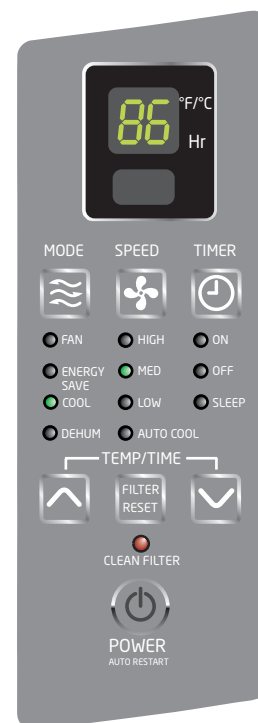 86 °F/°C
Hr
MODE SPEED TIMER
FAN HIGH ON
ENERGY SAVE MED OFF
COOL LOW SLEEP
DEHUM AUTO COOL
TEMP/TIME
FILTER
RESET
CLEAN FILTER
POWER
AUTO RESTART